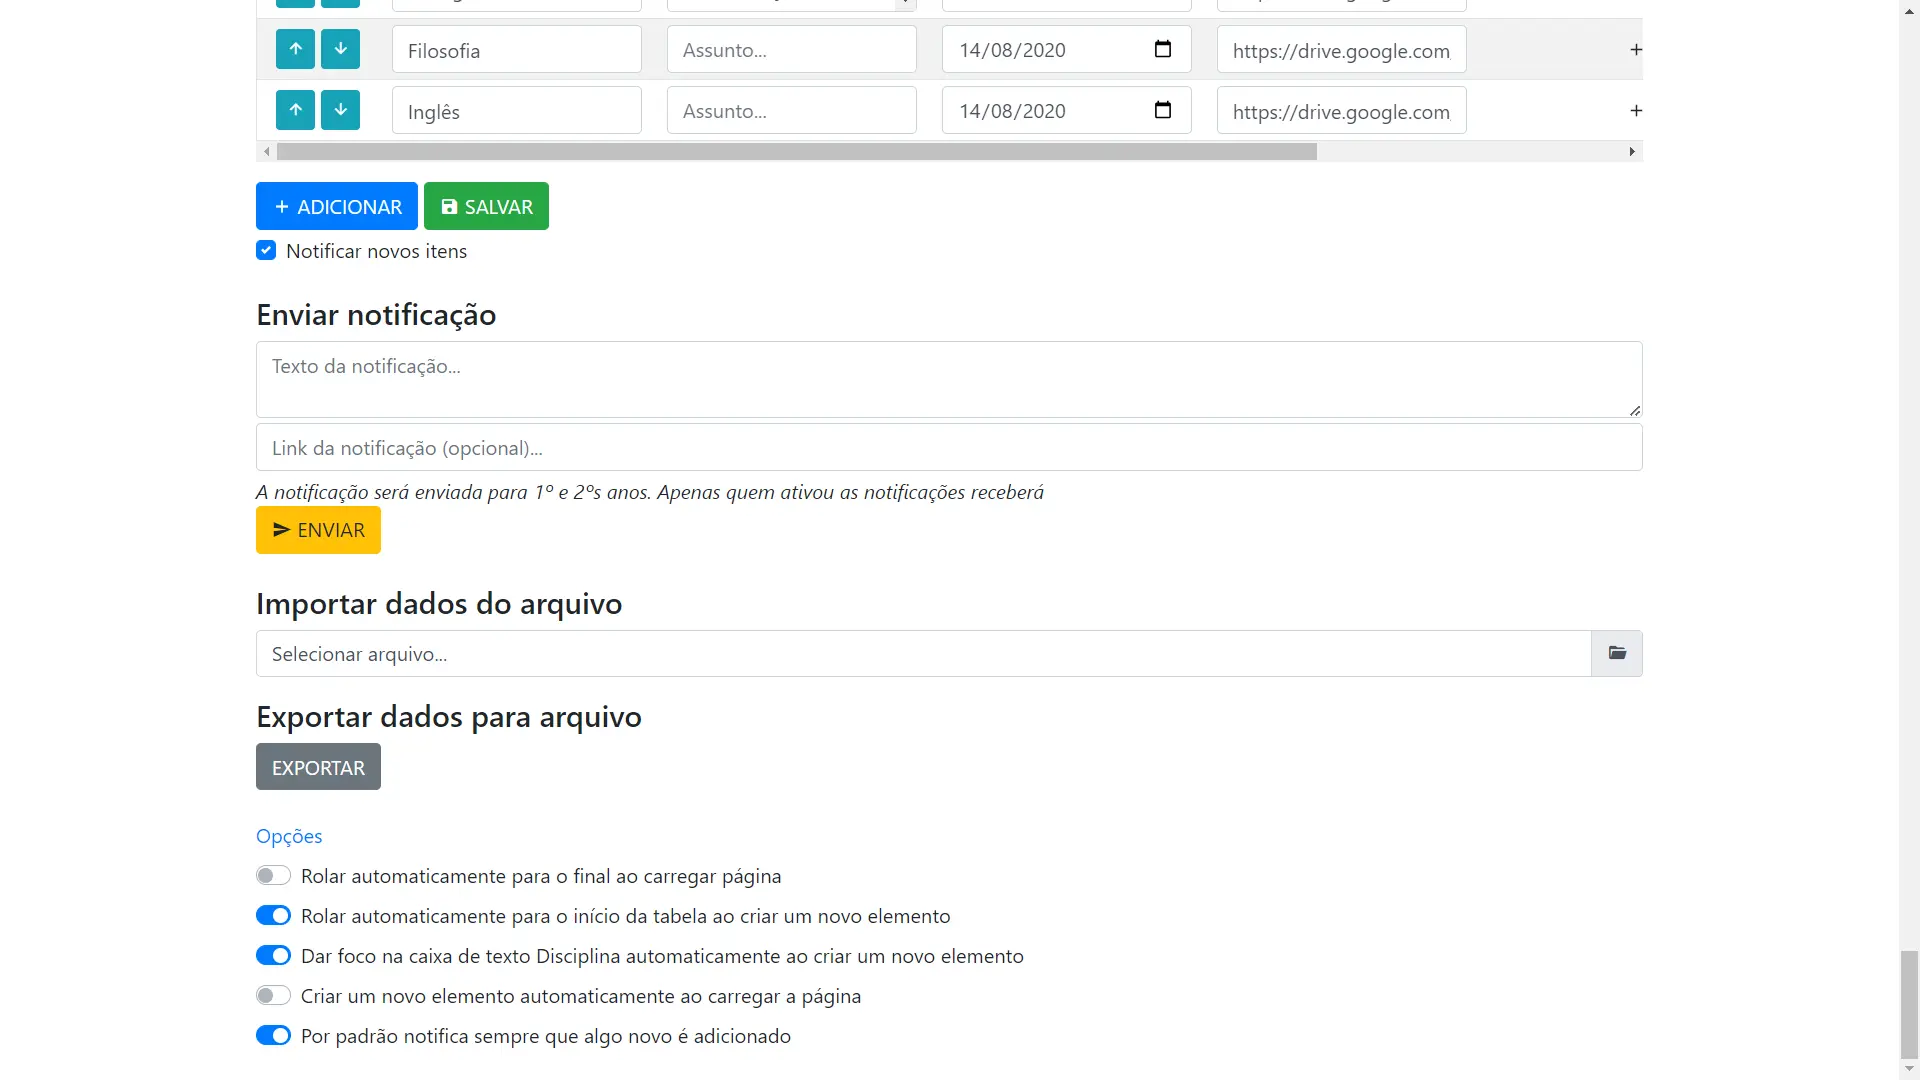 Filosofia Assunto... 14/08/2020 https://drive.google.com
Inglês Assunto... 14/08/2020 https://drive.google.com
+ ADICIONAR SALVAR
Notificar novos itens
Enviar notificação
Texto da notificação...
Link da notificação (opcional)...
A notificação será enviada para 1º e 2ºs anos. Apenas quem ativou as notificações receberá
ENVIAR
Importar dados do arquivo
Selecionar arquivo...
Exportar dados para arquivo
EXPORTAR
Opções
Rolar automaticamente para o final ao carregar página
Rolar automaticamente para o início da tabela ao criar um novo elemento
Dar foco na caixa de texto Disciplina automaticamente ao criar um novo elemento
Criar um novo elemento automaticamente ao carregar a página
Por padrão notifica sempre que algo novo é adicionado